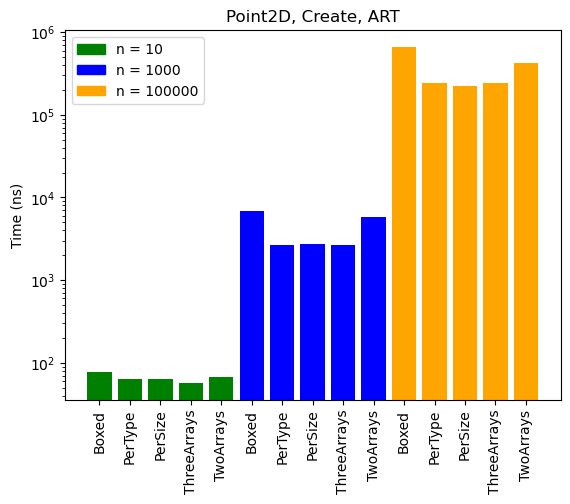 Point2D, Create, ART
n = 10
n = 1000
n = 100000
Time (ns)
10^6
10^5
10^4
10^3
10^2
Boxed
PerType
PerSize
ThreeArrays
TwoArrays
Boxed
PerType
PerSize
ThreeArrays
TwoArrays
Boxed
PerType
PerSize
ThreeArrays
TwoArrays